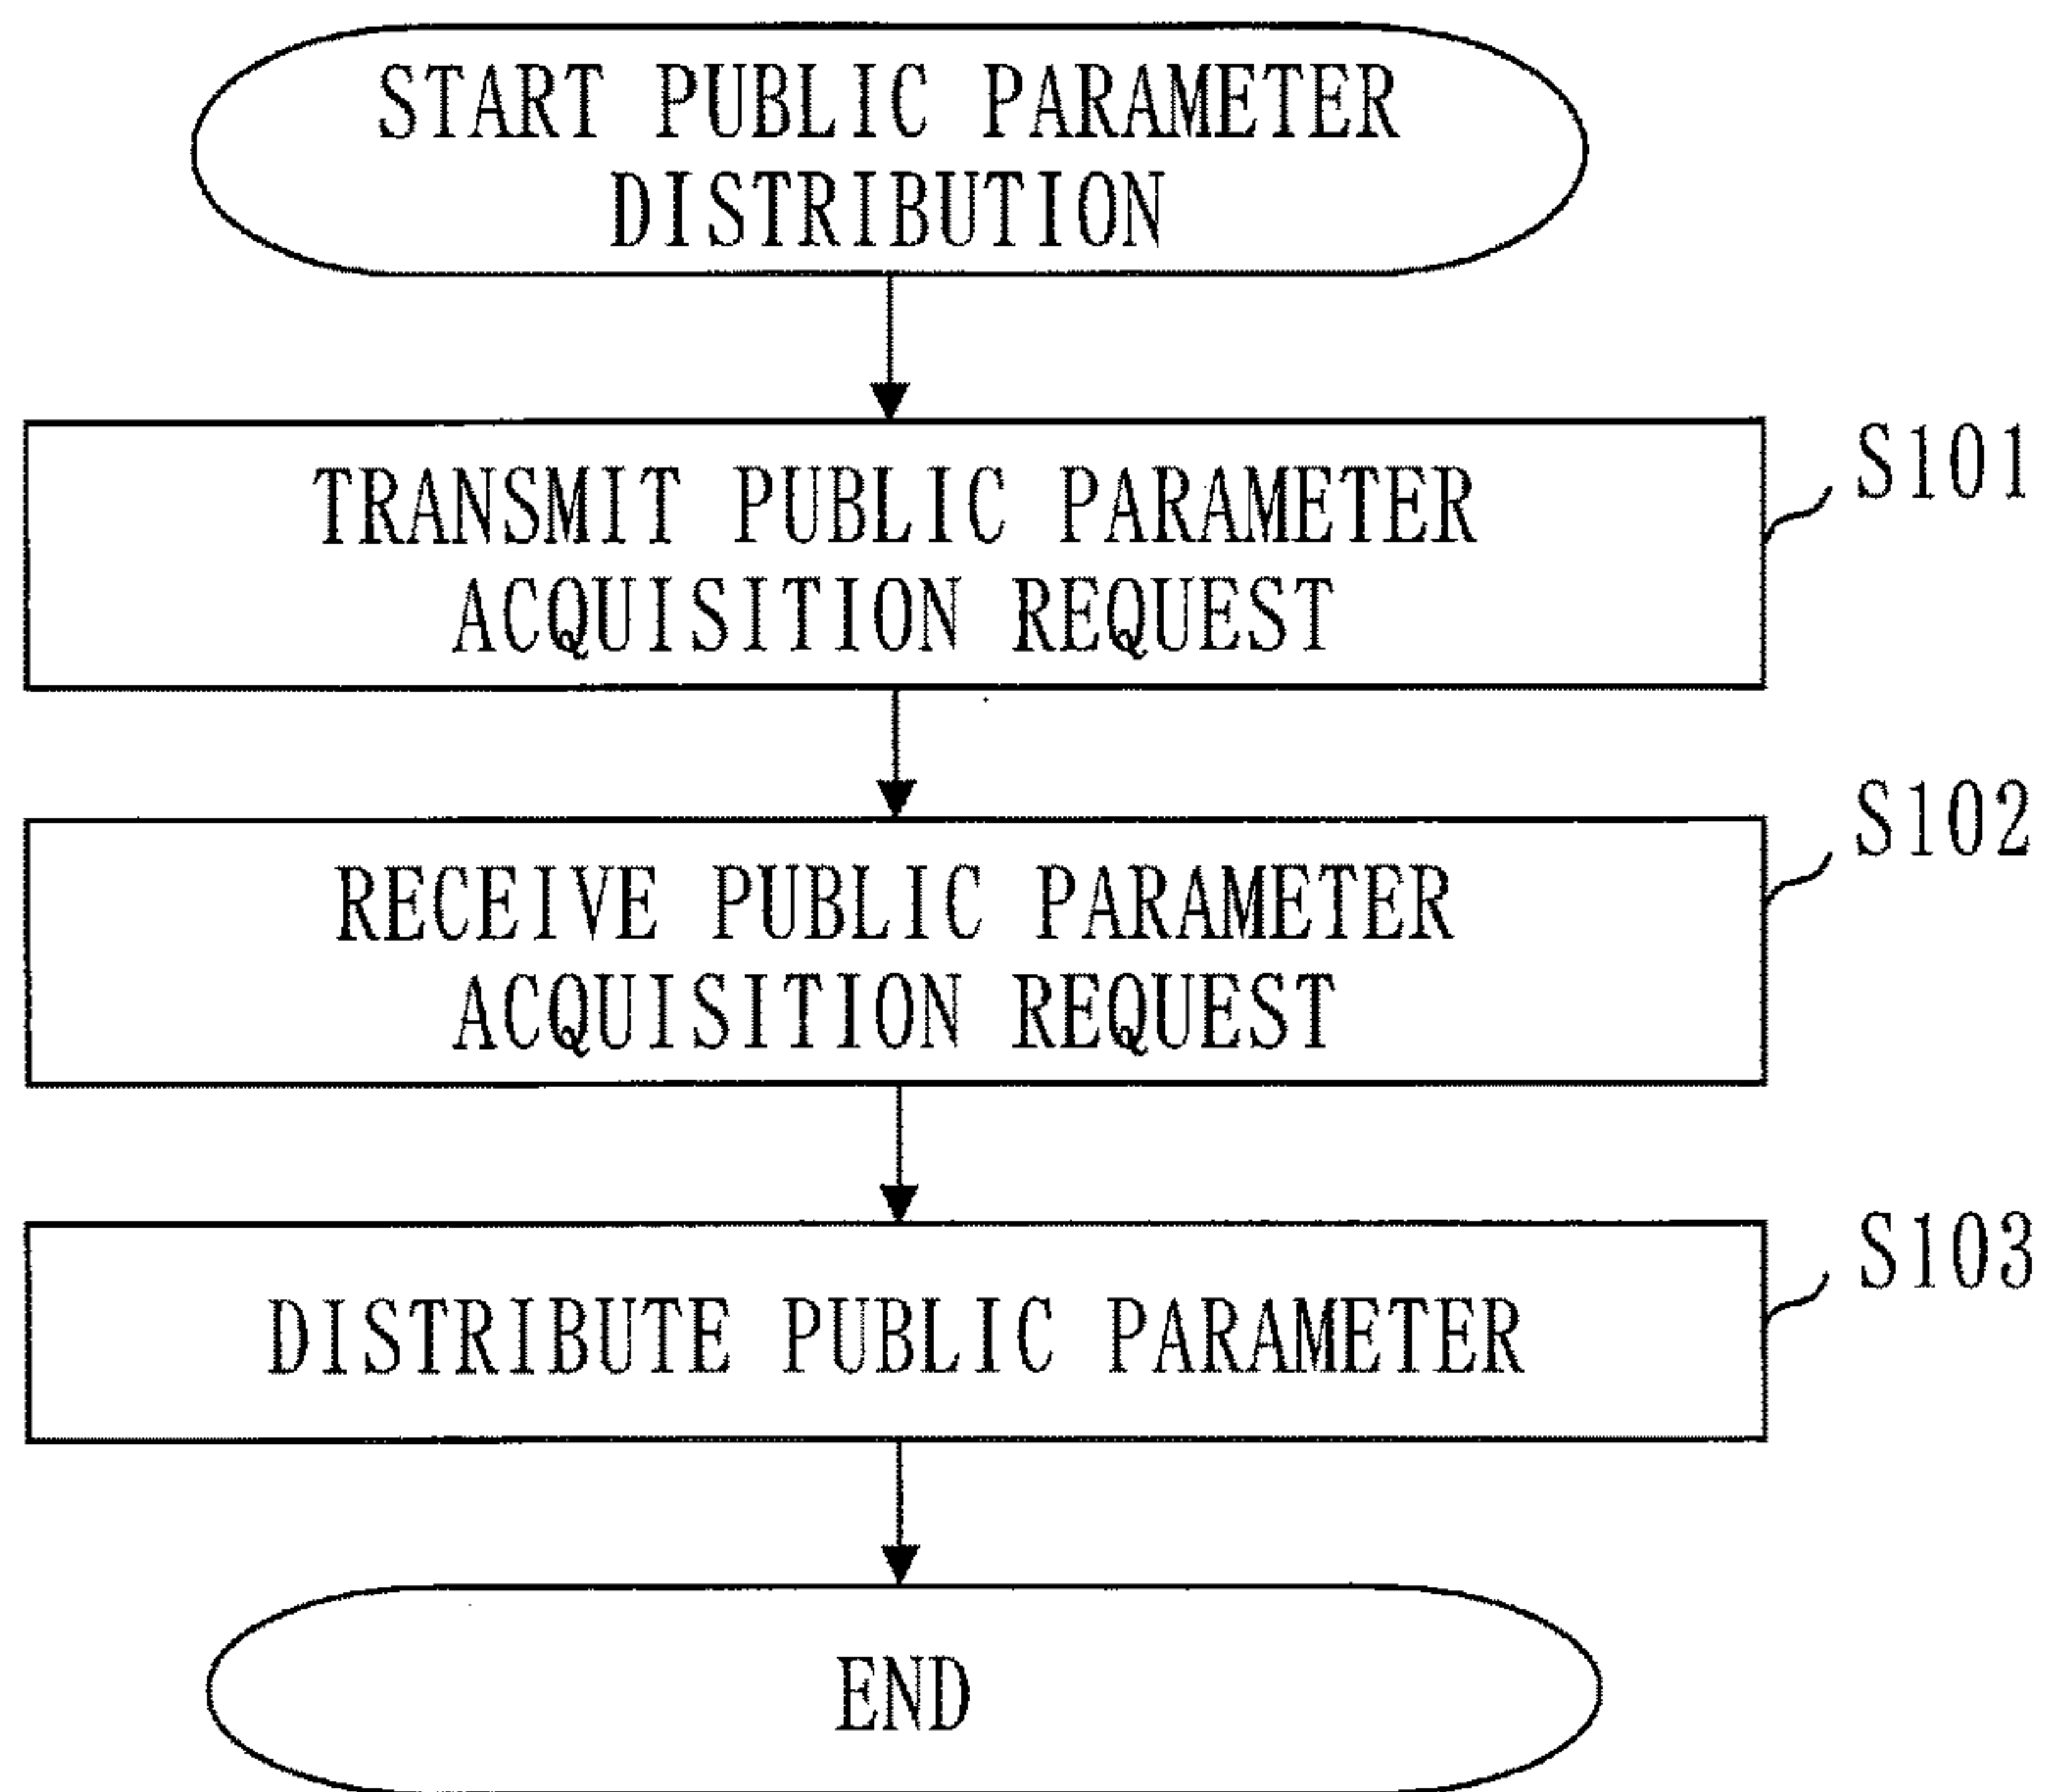 START PUBLIC PARAMETER
DISTRIBUTION
TRANSMIT PUBLIC PARAMETER
ACQUISITION REQUEST
S101
RECEIVE PUBLIC PARAMETER
ACQUISITION REQUEST
S102
DISTRIBUTE PUBLIC PARAMETER
S103
END